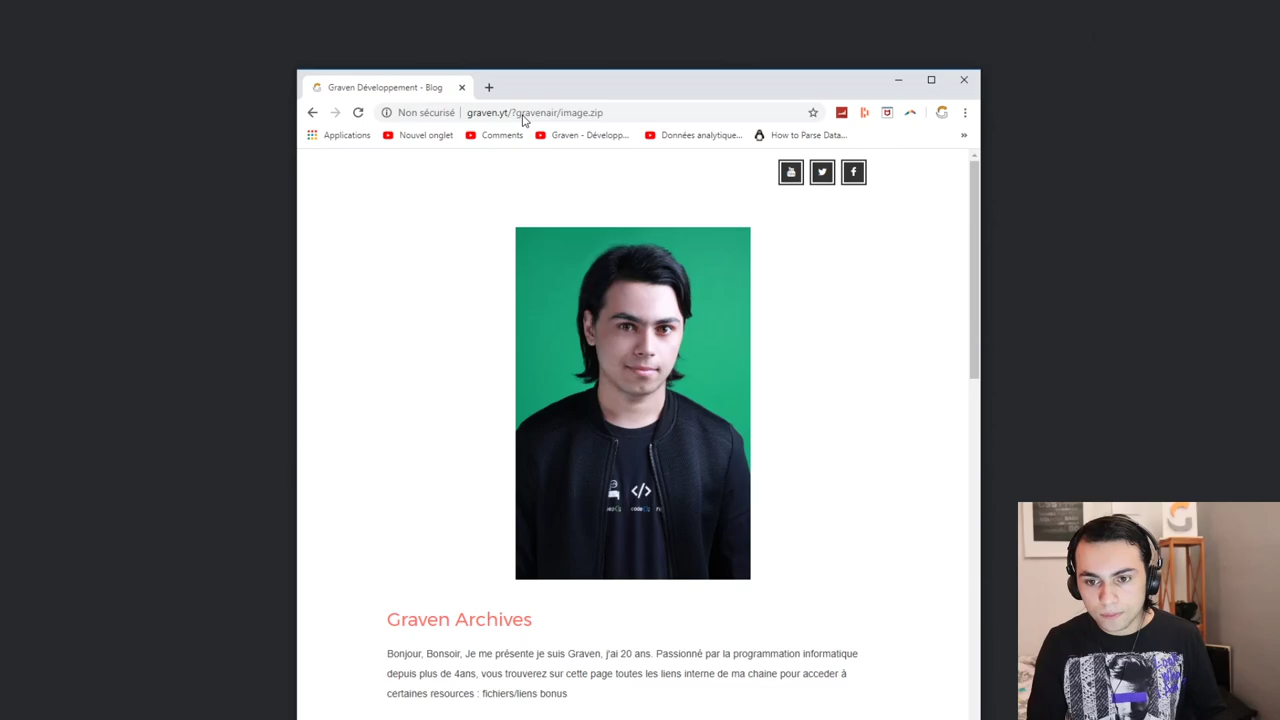 Graven Développement - Blog
Non sécurisé graven.yt/?gravenair/image.zip
Applications Nouvel onglet Comments Graven - Développ... Données analytique... How to Parse Data... »
</>
code
Graven Archives
Bonjour, Bonsoir, Je me présente je suis Graven, j'ai 20 ans. Passionné par la programmation informatique
depuis plus de 4ans, vous trouverez sur cette page toutes les liens interne de ma chaine pour acceder à
certaines resources : fichiers/liens bonus